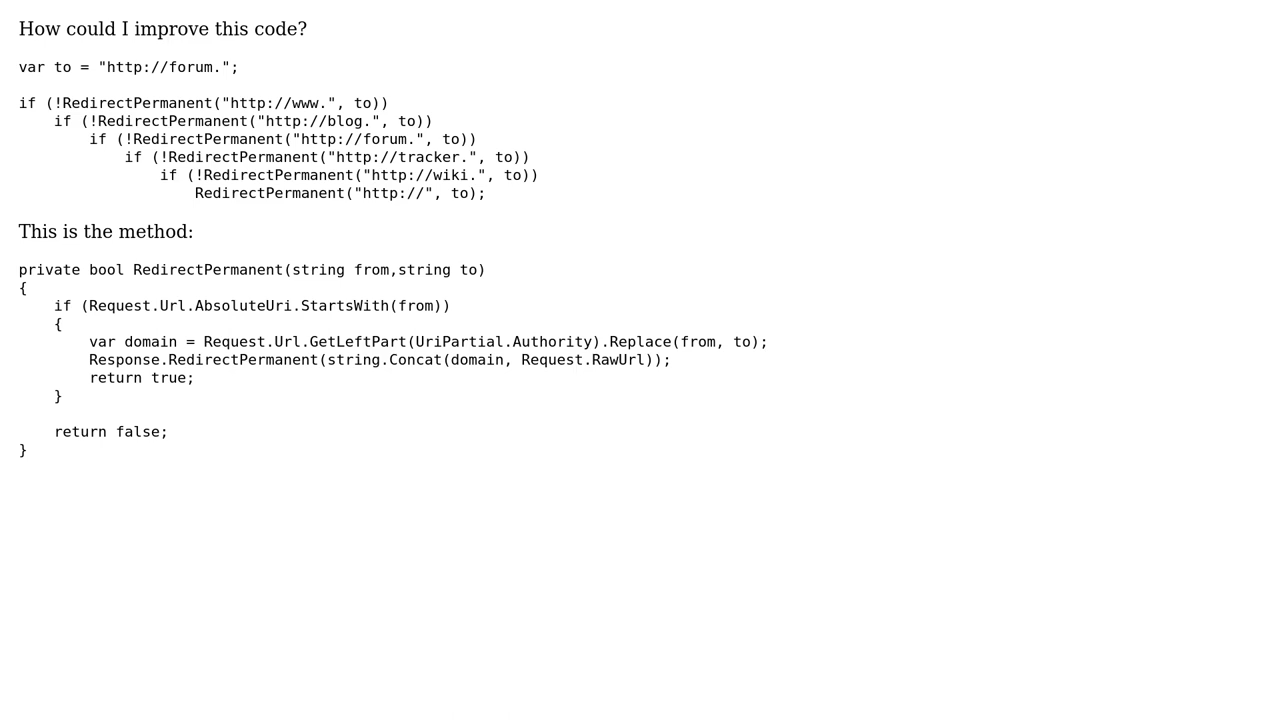 How could I improve this code?
var to = "http://forum.";
if (!RedirectPermanent("http://www.", to))
    if (!RedirectPermanent("http://blog.", to))
        if (!RedirectPermanent("http://forum.", to))
            if (!RedirectPermanent("http://tracker.", to))
                if (!RedirectPermanent("http://wiki.", to))
                    RedirectPermanent("http://", to);
This is the method:
private bool RedirectPermanent(string from,string to)
{
    if (Request.Url.AbsoluteUri.StartsWith(from))
    {
        var domain = Request.Url.GetLeftPart(UriPartial.Authority).Replace(from, to);
        Response.RedirectPermanent(string.Concat(domain, Request.RawUrl));
        return true;
    }
    return false;
}